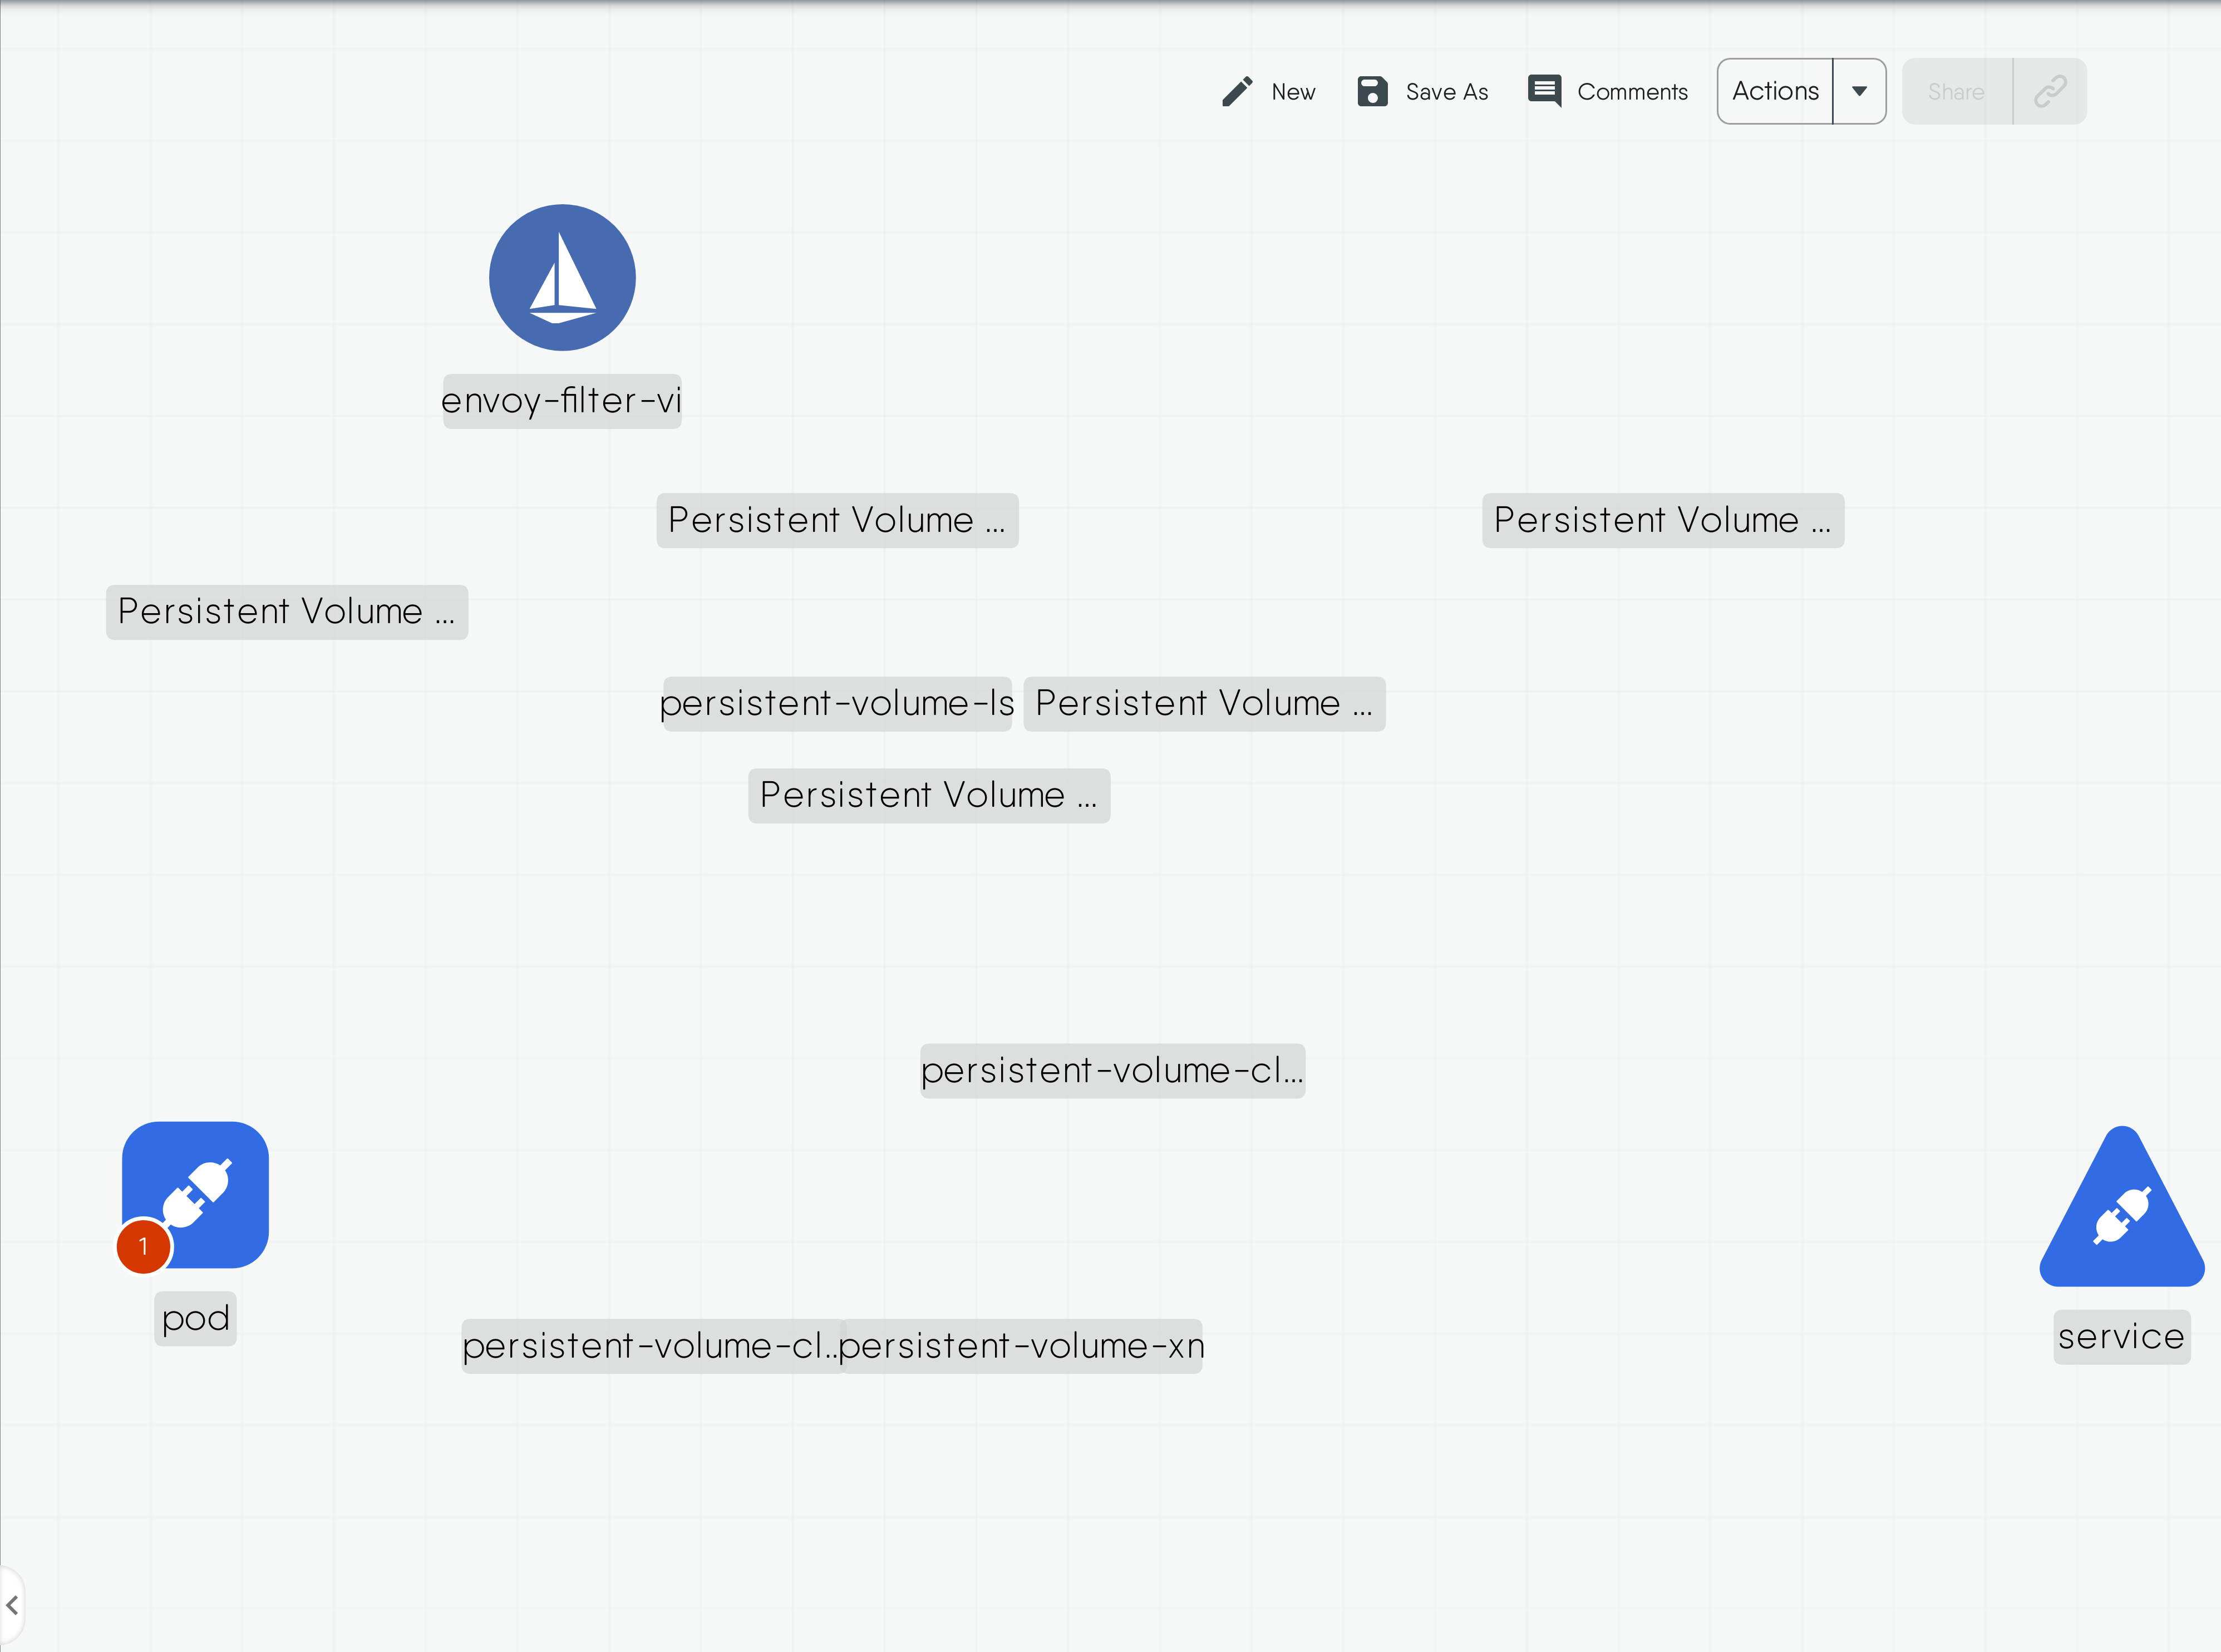 New
Save As
Comments
Actions
Share
envoy-filter-vi
Persistent Volume ...
Persistent Volume ...
Persistent Volume ...
persistent-volume-ls
Persistent Volume ...
Persistent Volume ...
persistent-volume-cl...
1
pod
service
persistent-volume-cl...
persistent-volume-xn